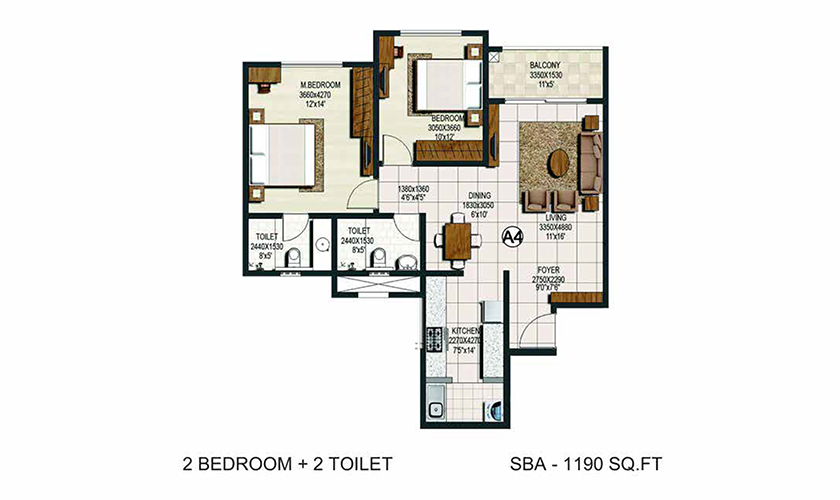 BALCONY
3350X1530
11'x5'
M.BEDROOM
3660x4270
12'x14'
BEDROOM
3050X3660
10'x12'
1380x1360
4'6"x4'5"
DINING
1830x3050
6'x10'
LIVING
3350X4880
11'x16'
A4
TOILET
2440X1530
8'x5'
TOILET
2440X1530
8'x5'
FOYER
2750X2290
9'0"x7'6"
KITCHEN
2270X4270
7'5"x14'
2 BEDROOM + 2 TOILET
SBA - 1190 SQ.FT